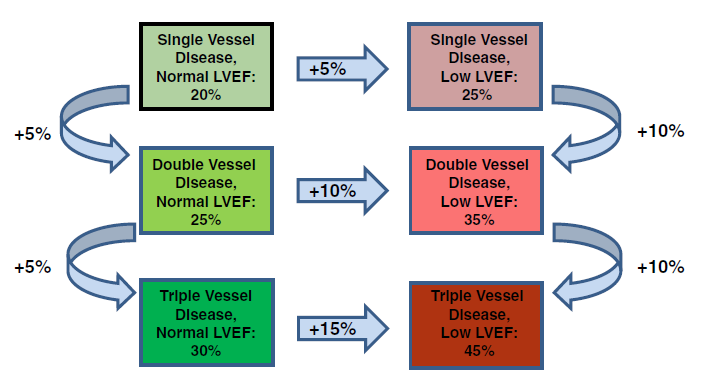 Single Vessel
Disease,
Normal LVEF:
20%
+5%
Single Vessel
Disease,
Low LVEF:
25%
+5%
+10%
Double Vessel
Disease,
Normal LVEF:
25%
+10%
Double Vessel
Disease,
Low LVEF:
35%
+5%
+10%
Triple Vessel
Disease,
Normal LVEF:
30%
+15%
Triple Vessel
Disease,
Low LVEF:
45%